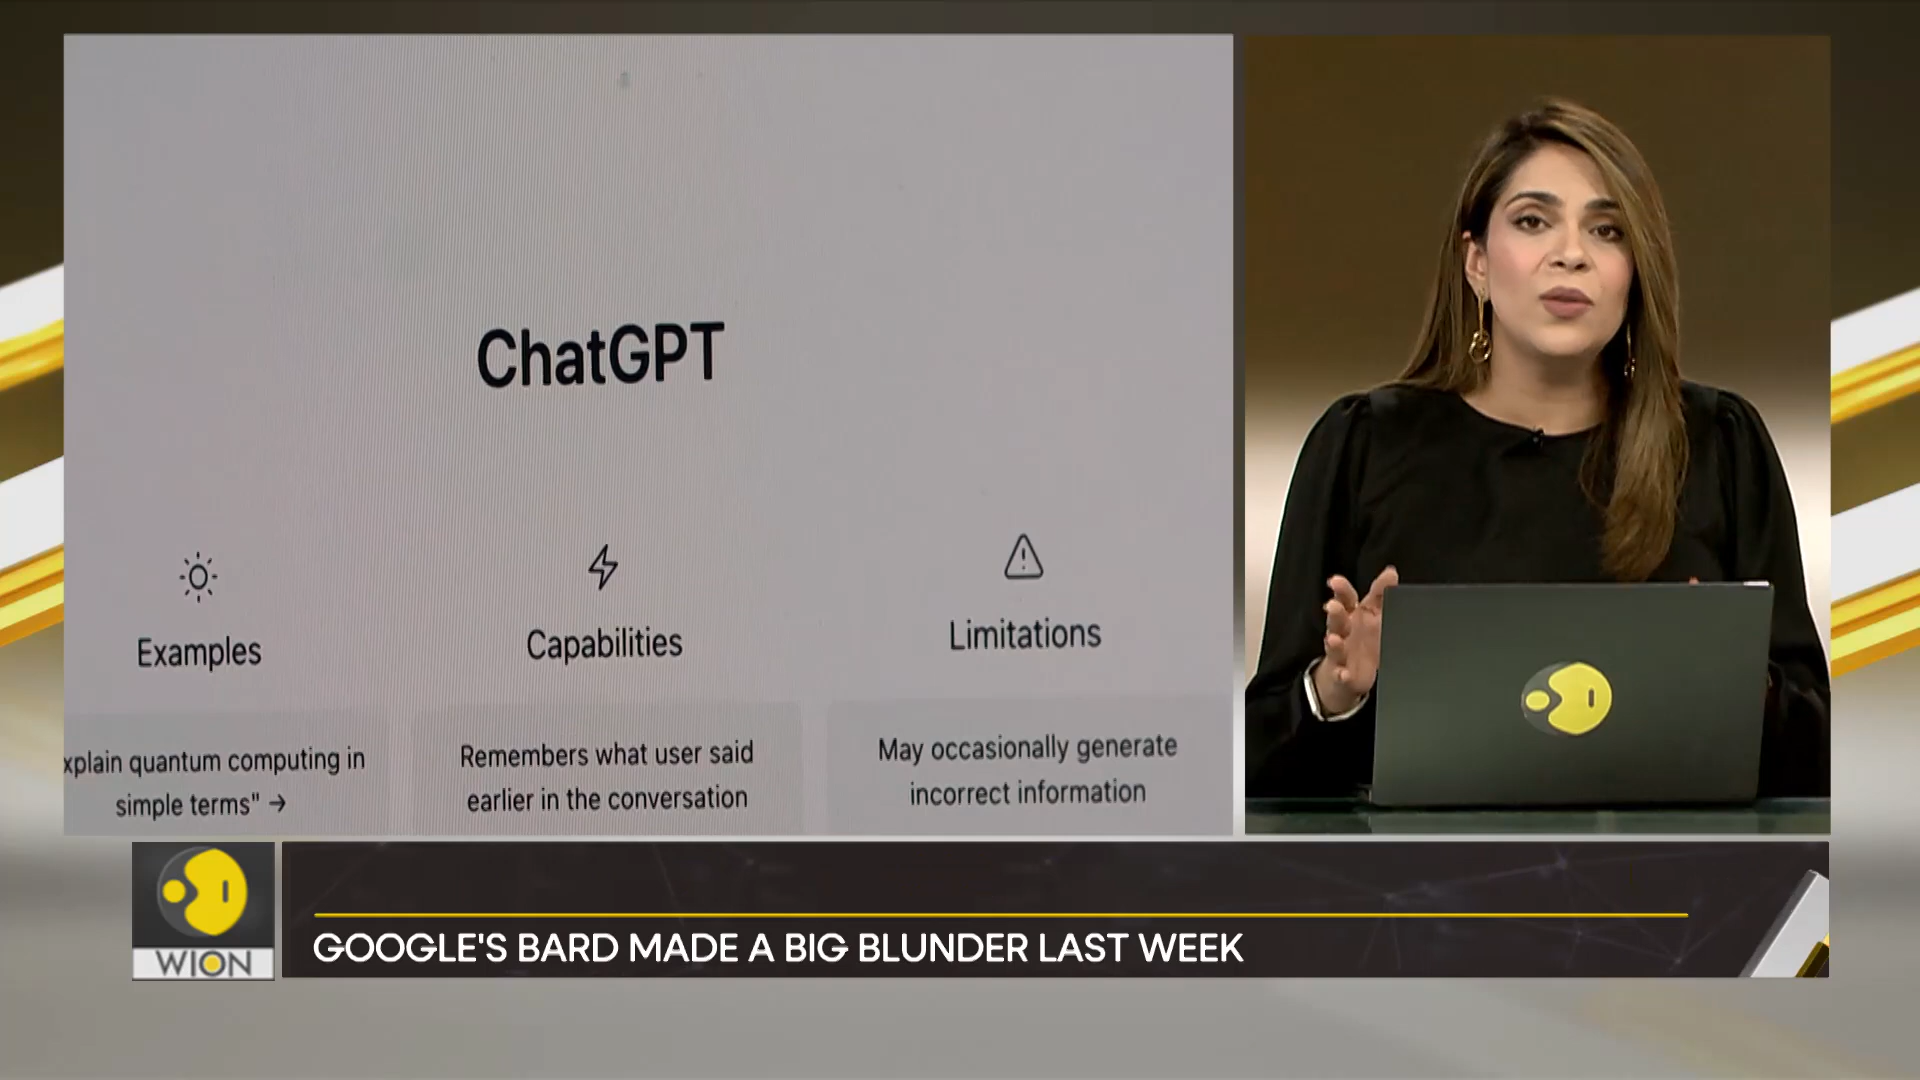 ChatGPT
Examples
Capabilities
Limitations
xplain quantum computing in
simple terms" →
Remembers what user said
earlier in the conversation
May occasionally generate
incorrect information
WION
GOOGLE'S BARD MADE A BIG BLUNDER LAST WEEK